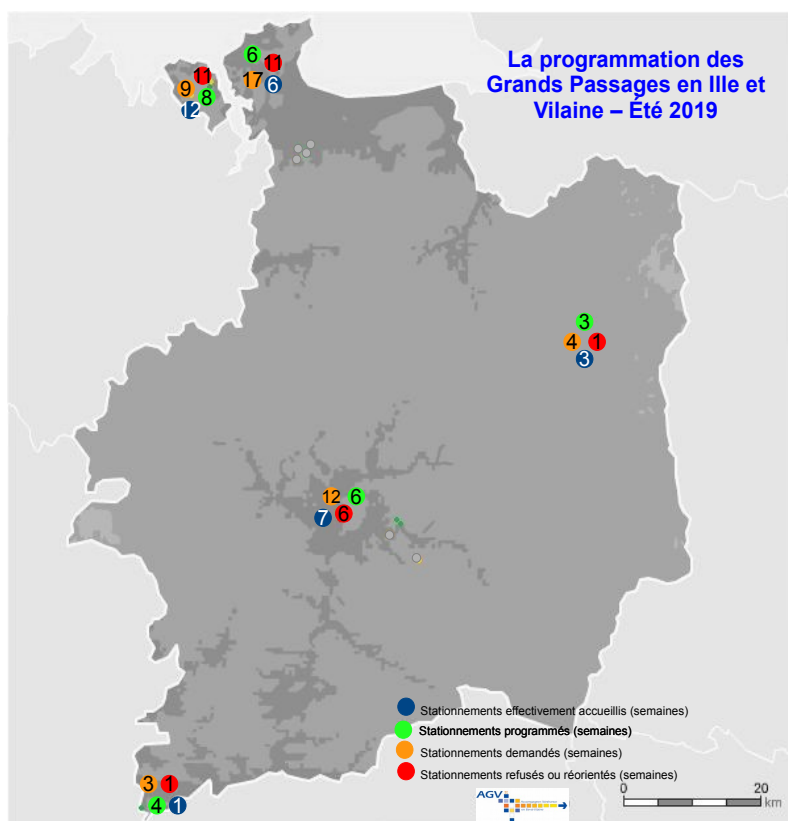 La programmation des
Grands Passages en Ille et
Vilaine – Été 2019
6
11
11
9
17
6
8
12
3
4
1
3
12
6
7
6
Stationnements effectivement accueillis (semaines)
Stationnements programmés (semaines)
Stationnements demandés (semaines)
Stationnements refusés ou réorientés (semaines)
3
1
4
1
0
20
km
AGV